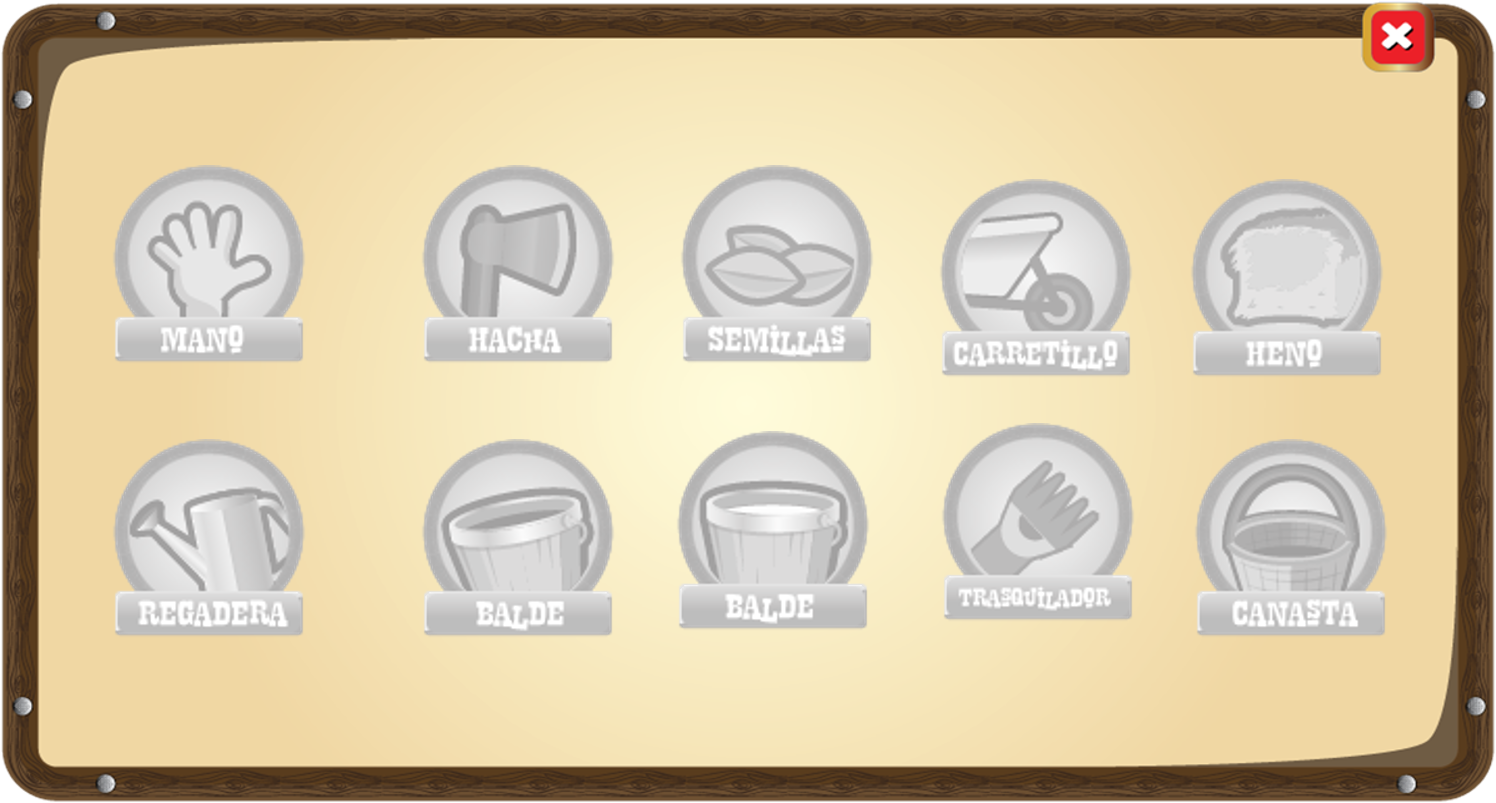 MANO
HACHA
SEMILLAS
CARRETILLO
HENO
REGADERA
BALDE
BALDE
TRASQUILADOR
CANASTA